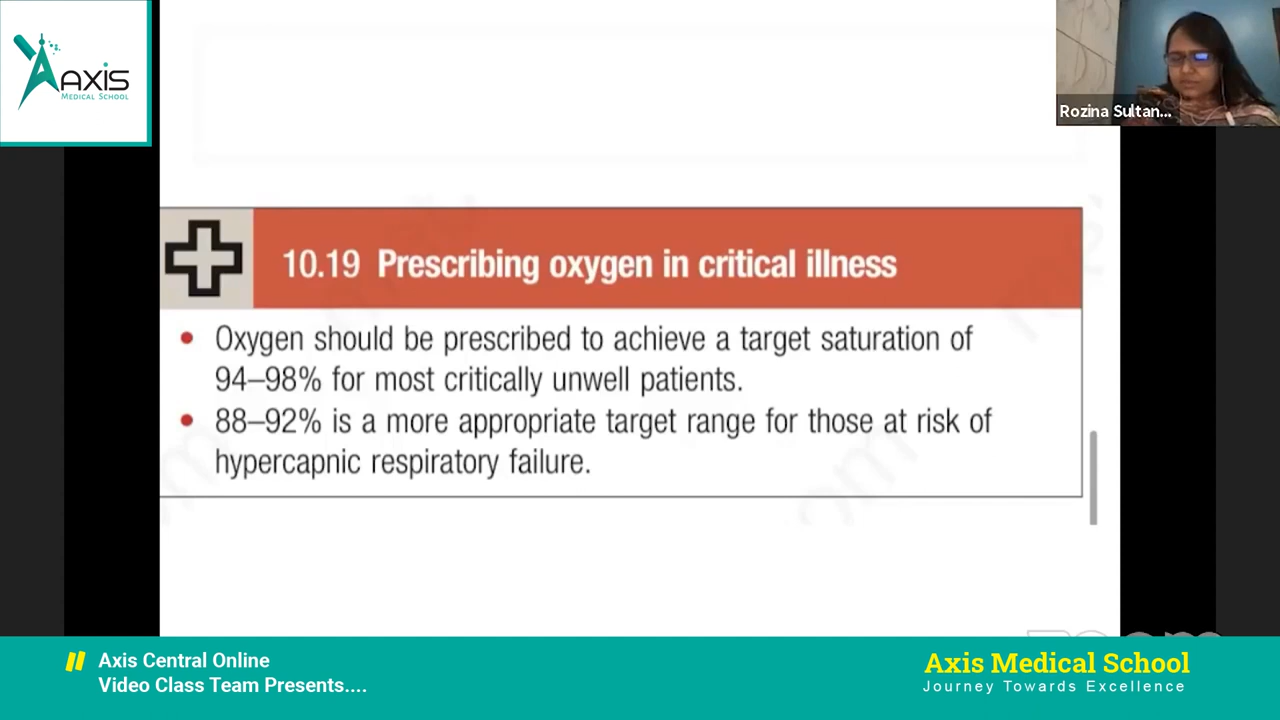 AXIS
MEDICAL SCHOOL
Rozina Sultan...
10.19 Prescribing oxygen in critical illness
• Oxygen should be prescribed to achieve a target saturation of
94–98% for most critically unwell patients.
• 88–92% is a more appropriate target range for those at risk of
hypercapnic respiratory failure.
Axis Central Online
Video Class Team Presents....
Axis Medical School
Journey Towards Excellence